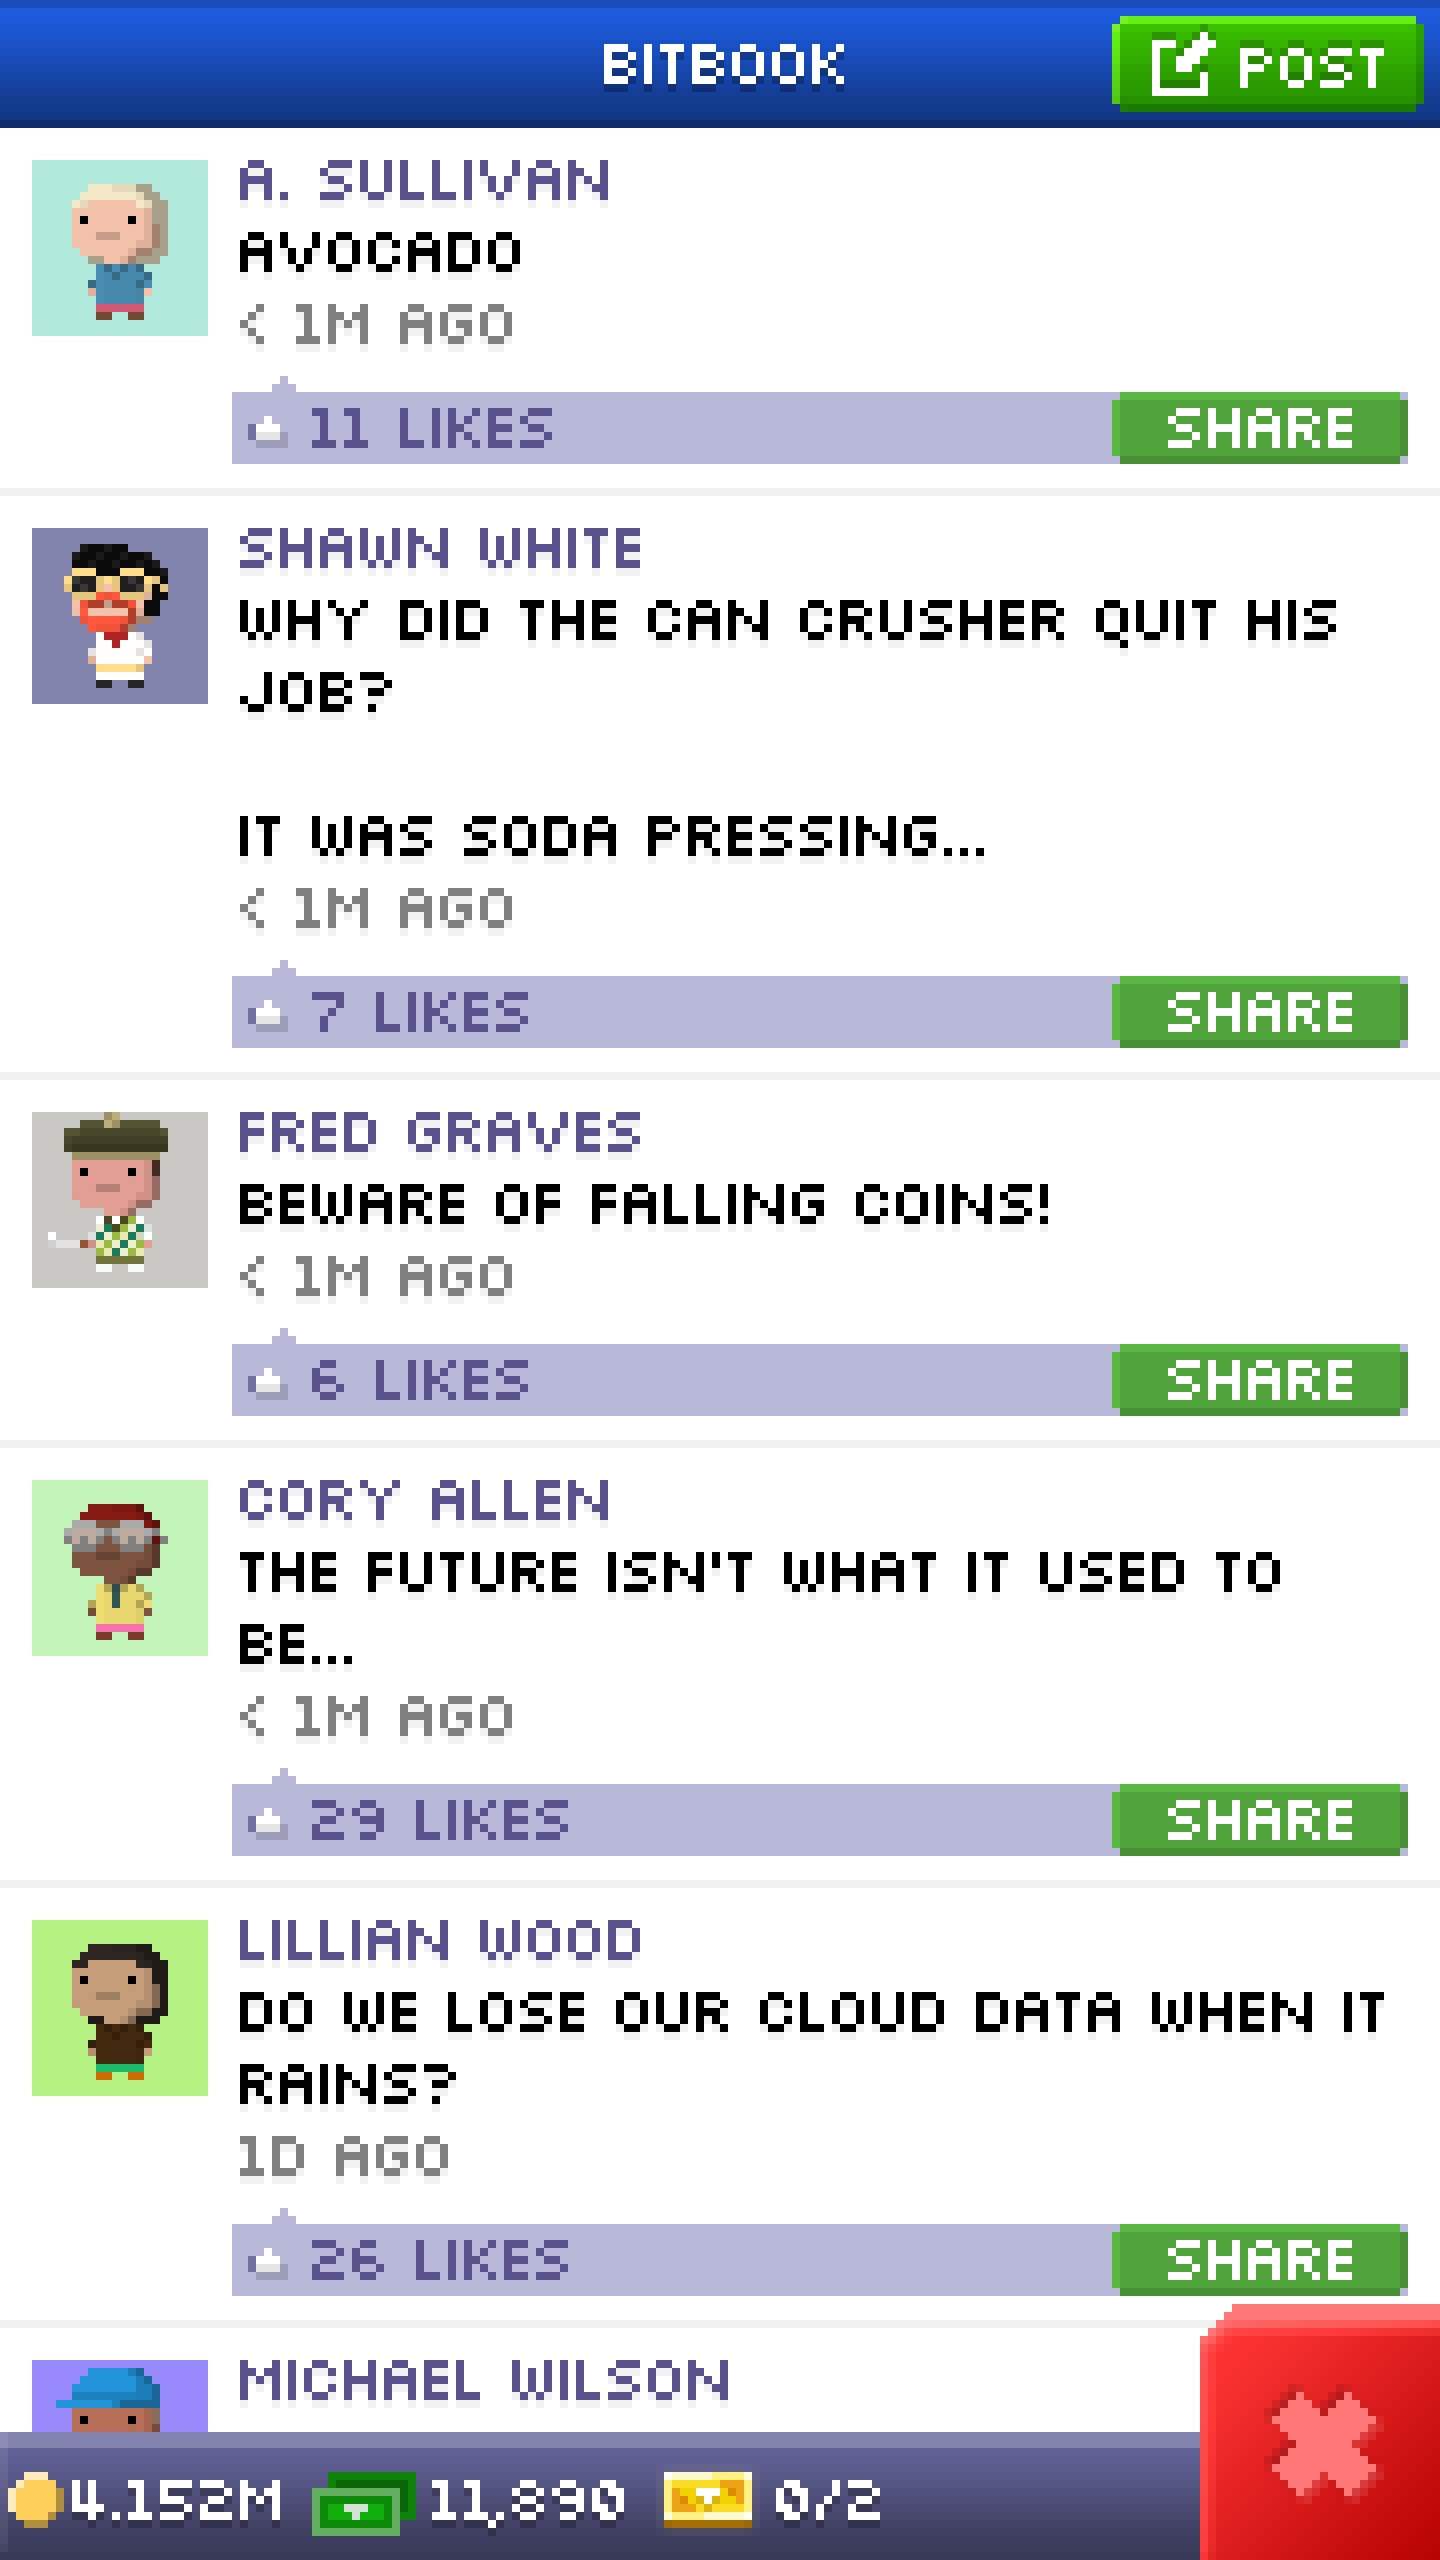 BITBOOK
POST
A. SULLIVAN
AVOCADO
< 1M AGO
11 LIKES
SHARE
SHAWN WHITE
WHY DID THE CAN CRUSHER QUIT HIS
JOB?
IT WAS SODA PRESSING...
< 1M AGO
7 LIKES
SHARE
FRED GRAVES
BEWARE OF FALLING COINS!
< 1M AGO
6 LIKES
SHARE
CORY ALLEN
THE FUTURE ISN'T WHAT IT USED TO
BE...
< 1M AGO
29 LIKES
SHARE
LILLIAN WOOD
DO WE LOSE OUR CLOUD DATA WHEN IT
RAINS?
1D AGO
26 LIKES
SHARE
MICHAEL WILSON
4.152M 11,890 0/2